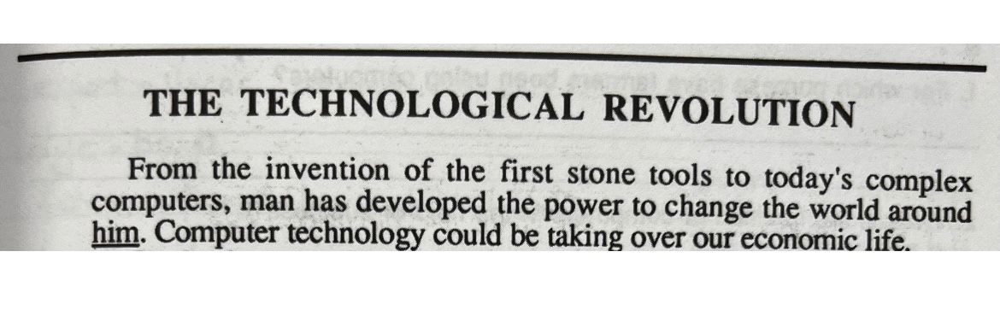 THE TECHNOLOGICAL REVOLUTION
From the invention of the first stone tools to today's complex
computers, man has developed the power to change the world around
him. Computer technology could be taking over our economic life.